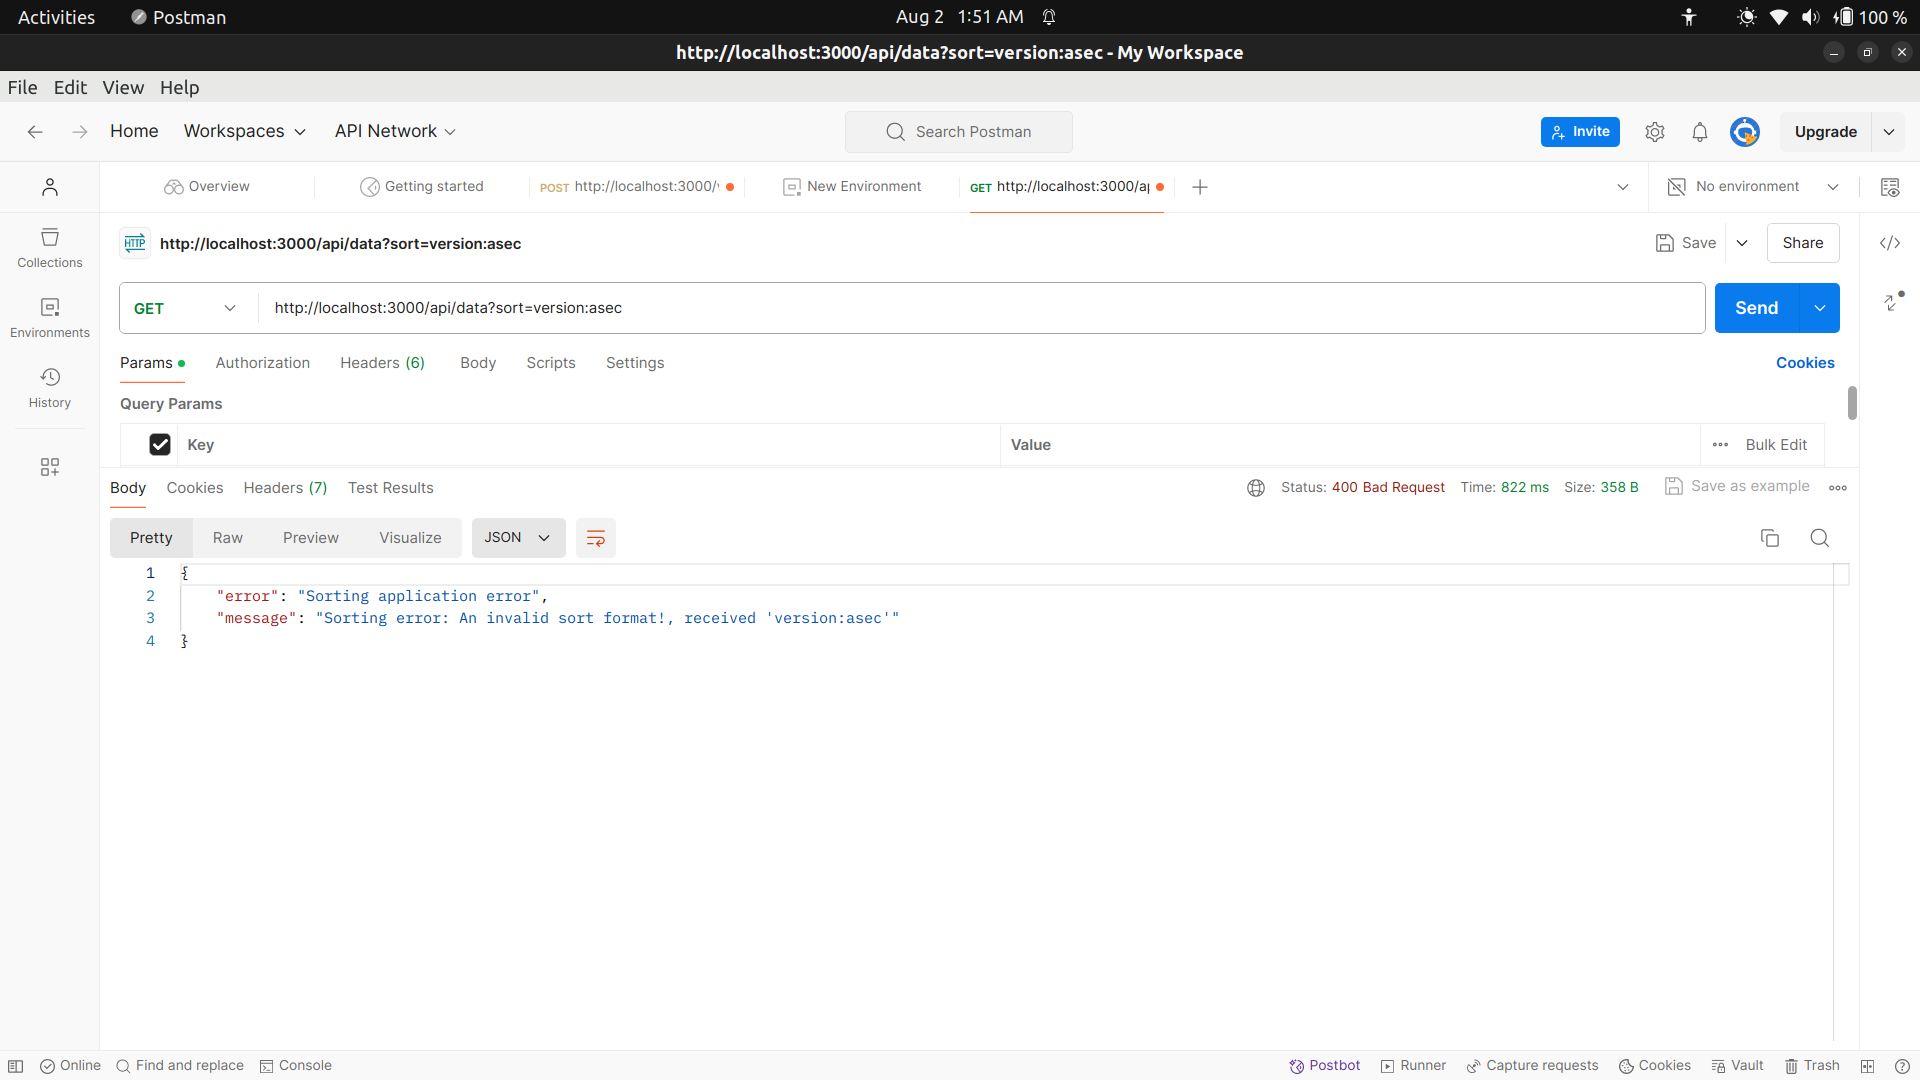 Activities Postman Aug 2 1:51 AM 100 %
http://localhost:3000/api/data?sort=version:asec - My Workspace
File Edit View Help
Home Workspaces API Network Search Postman Invite Upgrade
Overview Getting started POST http://localhost:3000/ New Environment GET http://localhost:3000/a No environment
HTTP http://localhost:3000/api/data?sort=version:asec Save Share
Collections
GET http://localhost:3000/api/data?sort=version:asec Send
Environments
Params Authorization Headers (6) Body Scripts Settings Cookies
History
Query Params
Key Value Bulk Edit
Body Cookies Headers (7) Test Results Status: 400 Bad Request Time: 822 ms Size: 358 B Save as example
Pretty Raw Preview Visualize JSON
1 {
2 "error": "Sorting application error",
3 "message": "Sorting error: An invalid sort format!, received 'version:asec'"
4 }
Online Find and replace Console Postbot Runner Capture requests Cookies Vault Trash